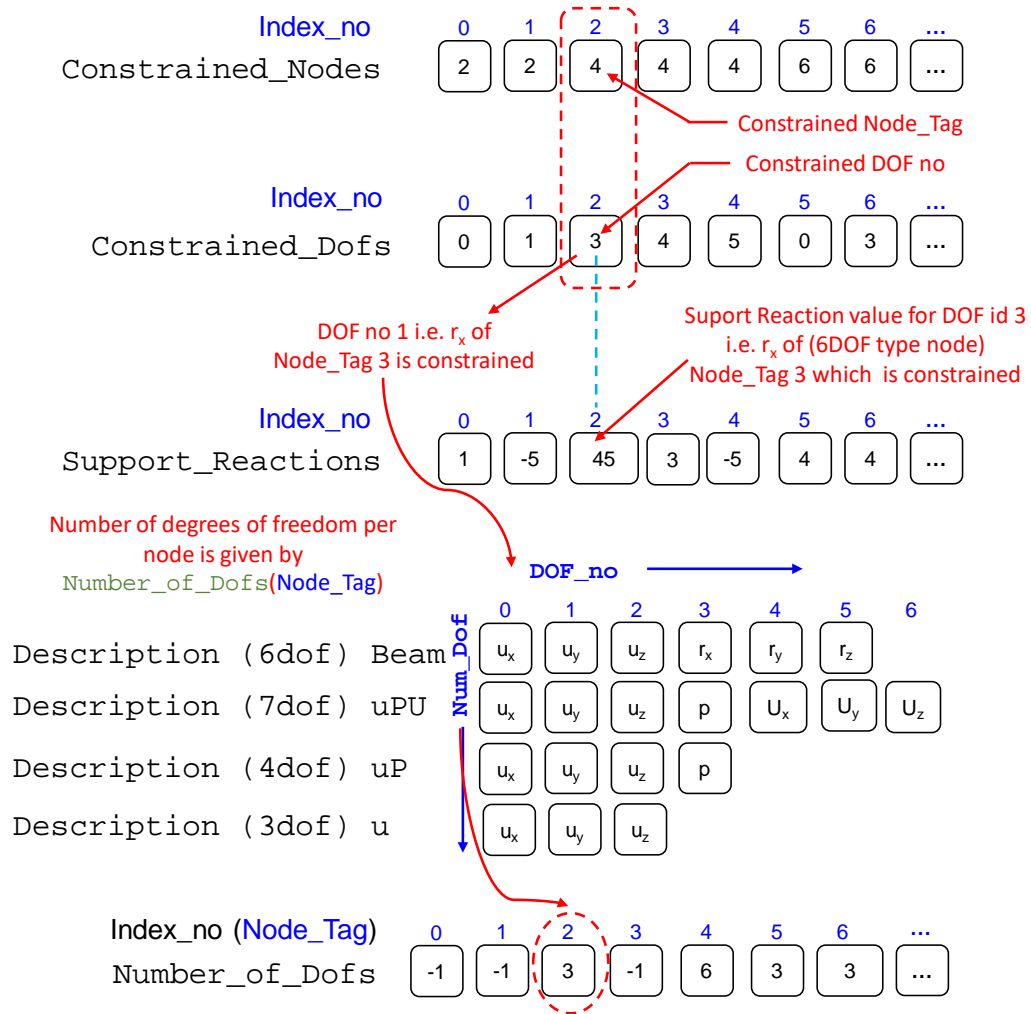 Index_no 0 1 2 3 4 5 6 ...
Constrained_Nodes 2 2 4 4 4 6 6 ...
Constrained Node_Tag
Constrained DOF no
Index_no 0 1 2 3 4 5 6 ...
Constrained_Dofs 0 1 3 4 5 0 3 ...
DOF no 1 i.e. rx of
Node_Tag 3 is constrained
Suport Reaction value for DOF id 3
i.e. rx of (6DOF type node)
Node_Tag 3 which is constrained
Index_no 0 1 2 3 4 5 6 ...
Support_Reactions 1 -5 45 3 -5 4 4 ...
Number of degrees of freedom per
node is given by
Number_of_Dofs(Node_Tag)
DOF_no
Num_Dof
0 1 2 3 4 5 6
Description (6dof) Beam ux uy uz rx ry rz
Description (7dof) uPU ux uy uz p Ux Uy Uz
Description (4dof) uP ux uy uz p
Description (3dof) u ux uy uz
Index_no (Node_Tag) 0 1 2 3 4 5 6 ...
Number_of_Dofs -1 -1 3 -1 6 3 3 ...